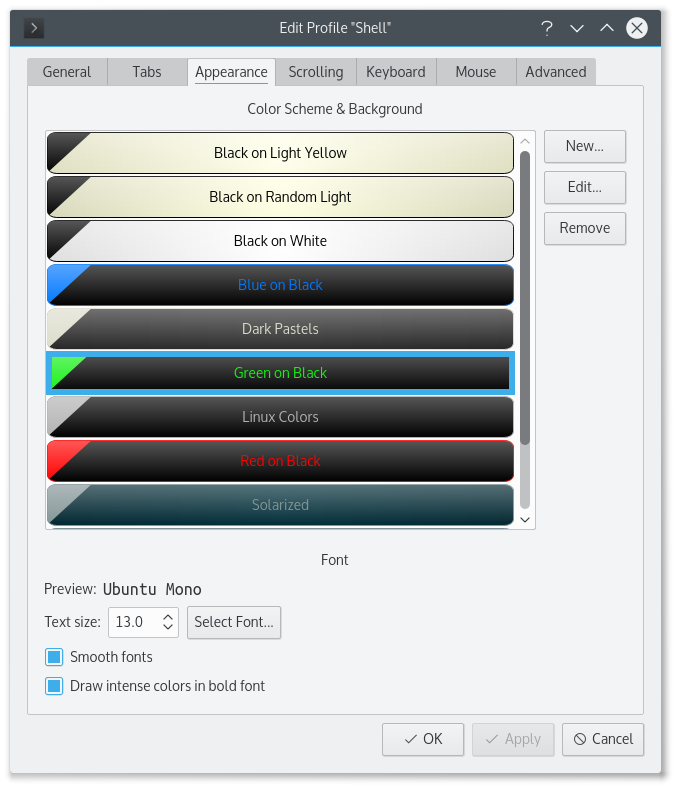 Edit Profile "Shell"
General Tabs Appearance Scrolling Keyboard Mouse Advanced
Color Scheme & Background
Black on Light Yellow
Black on Random Light
Black on White
Blue on Black
Dark Pastels
Green on Black
Linux Colors
Red on Black
Solarized
New...
Edit...
Remove
Font
Preview: Ubuntu Mono
Text size: 13.0 Select Font...
Smooth fonts
Draw intense colors in bold font
OK Apply Cancel